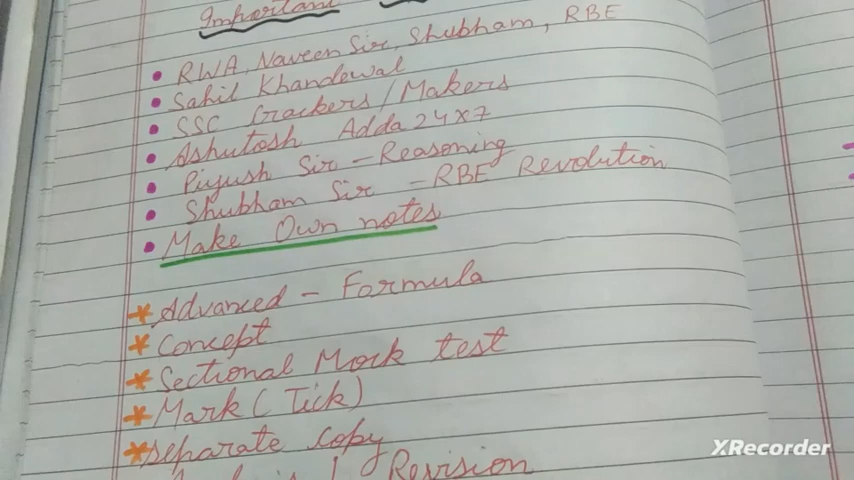 Important
RWA, Naveen Sir, Shubham, RBE
Sahil Khandewal
SSC Crackers/Makers
Ashutosh Adda 24x7
Piyush Sir - Reasoning
Shubham Sir - RBE Revolution
Make Own notes
Advanced - Formula
Concept
Sectional Mock test
Mark (Tick)
separate copy
Revision
XRecorder